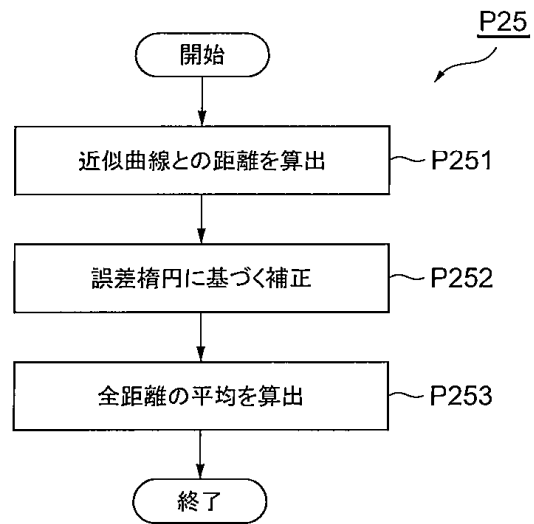 P25
開始
近似曲線との距離を算出
P251
誤差楕円に基づく補正
P252
全距離の平均を算出
P253
終了